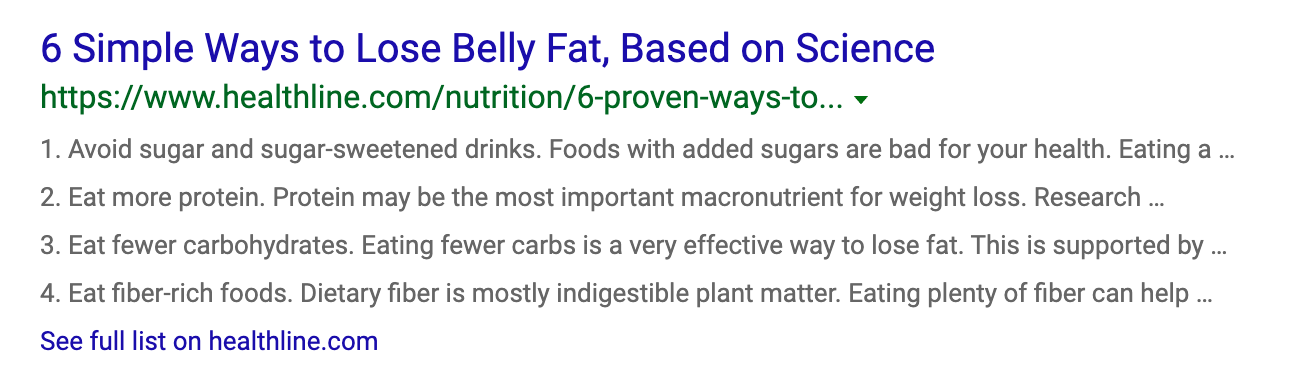 6 Simple Ways to Lose Belly Fat, Based on Science
https://www.healthline.com/nutrition/6-proven-ways-to...
1. Avoid sugar and sugar-sweetened drinks. Foods with added sugars are bad for your health. Eating a ...
2. Eat more protein. Protein may be the most important macronutrient for weight loss. Research ...
3. Eat fewer carbohydrates. Eating fewer carbs is a very effective way to lose fat. This is supported by ...
4. Eat fiber-rich foods. Dietary fiber is mostly indigestible plant matter. Eating plenty of fiber can help ...
See full list on healthline.com